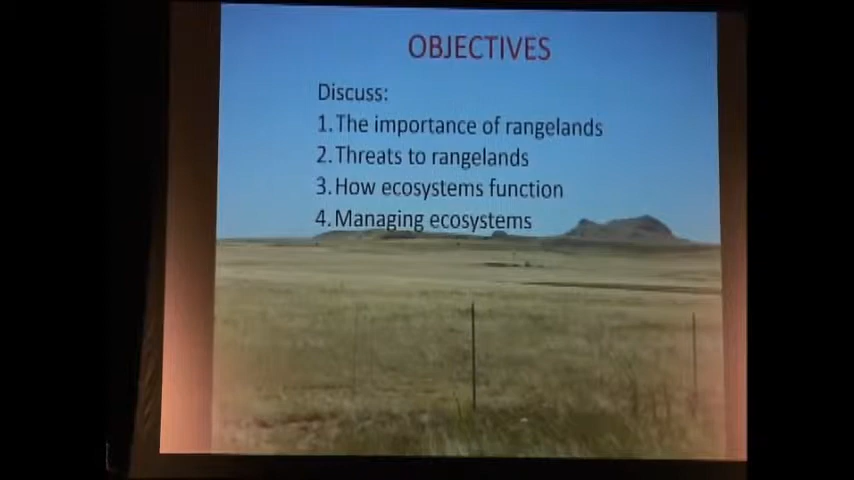 OBJECTIVES
Discuss:
1. The importance of rangelands
2. Threats to rangelands
3. How ecosystems function
4. Managing ecosystems